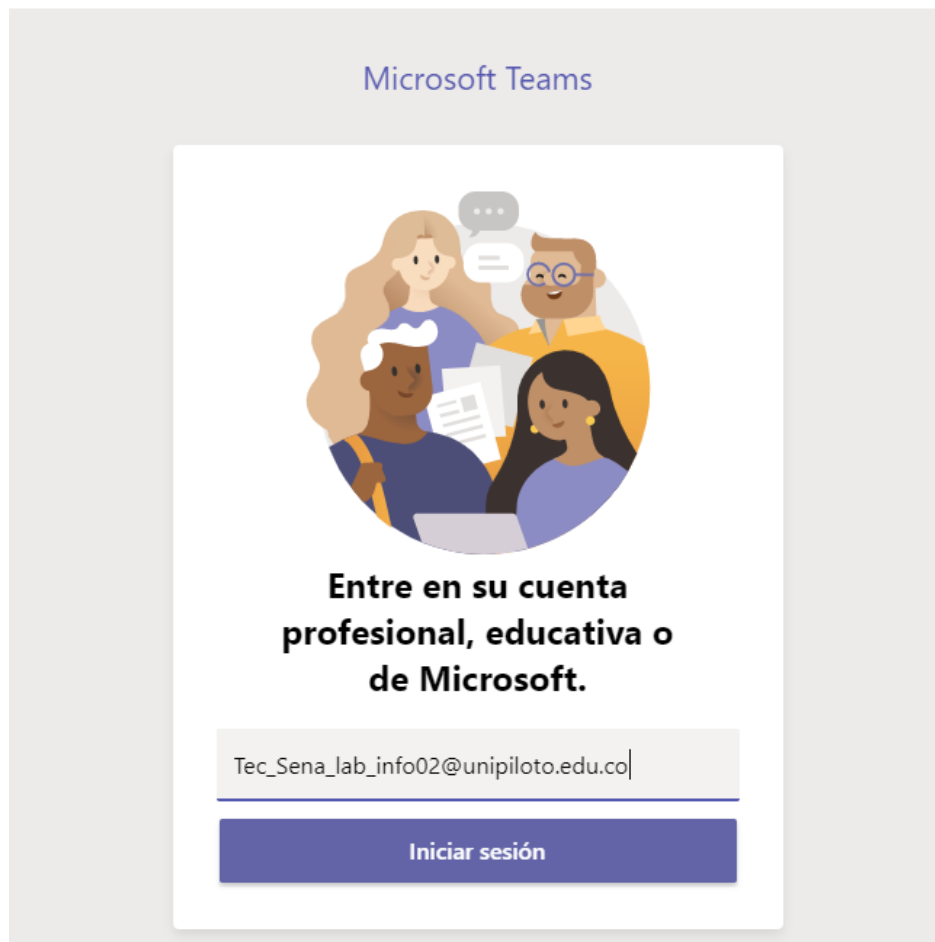 Microsoft Teams
Entre en su cuenta
profesional, educativa o
de Microsoft.
Tec_Sena_lab_info02@unipiloto.edu.co
Iniciar sesión